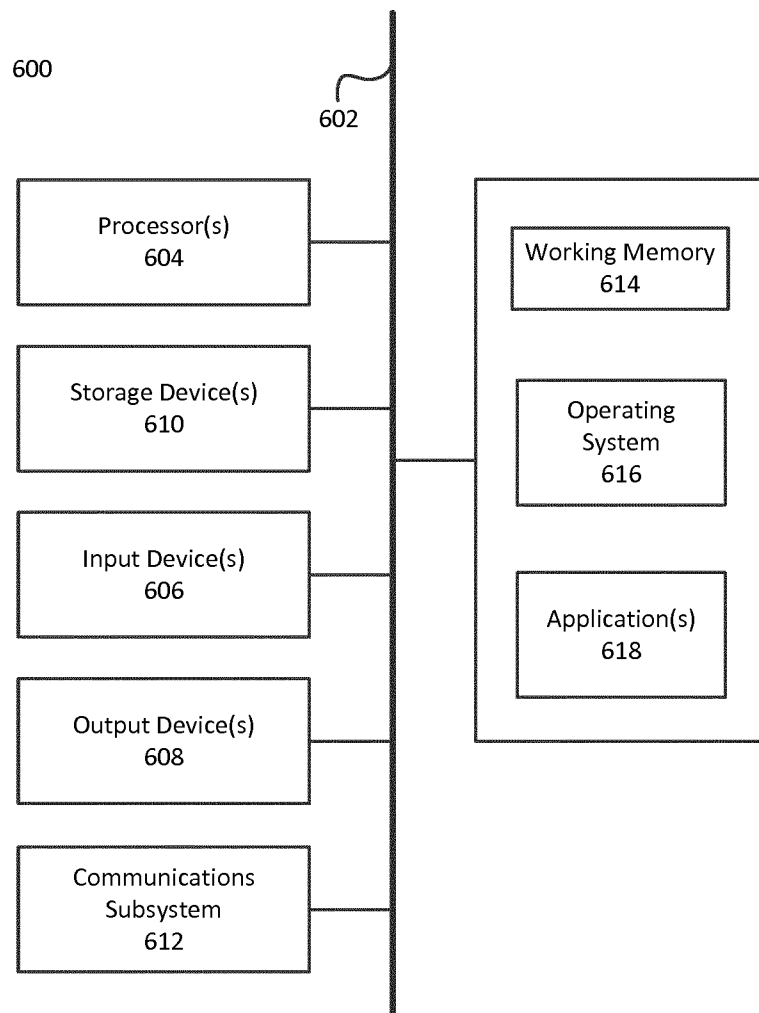 600
602
Processor(s)
604
Storage Device(s)
610
Input Device(s)
606
Output Device(s)
608
Communications
Subsystem
612
Working Memory
614
Operating
System
616
Application(s)
618